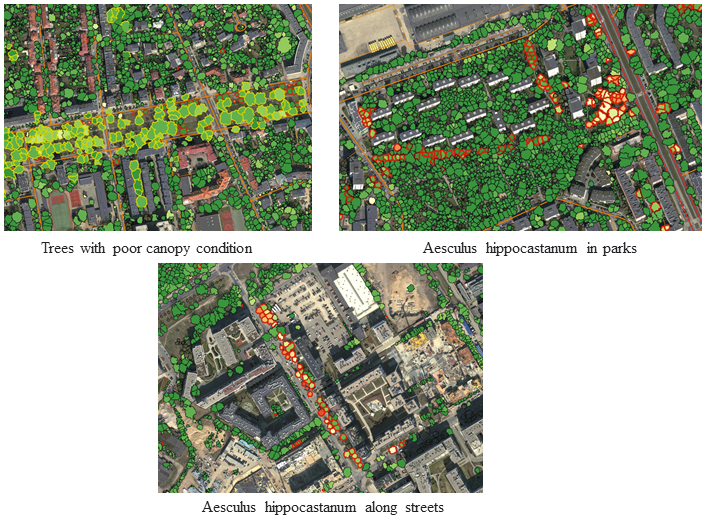 Trees with poor canopy condition
Aesculus hippocastanum in parks
Aesculus hippocastanum along streets